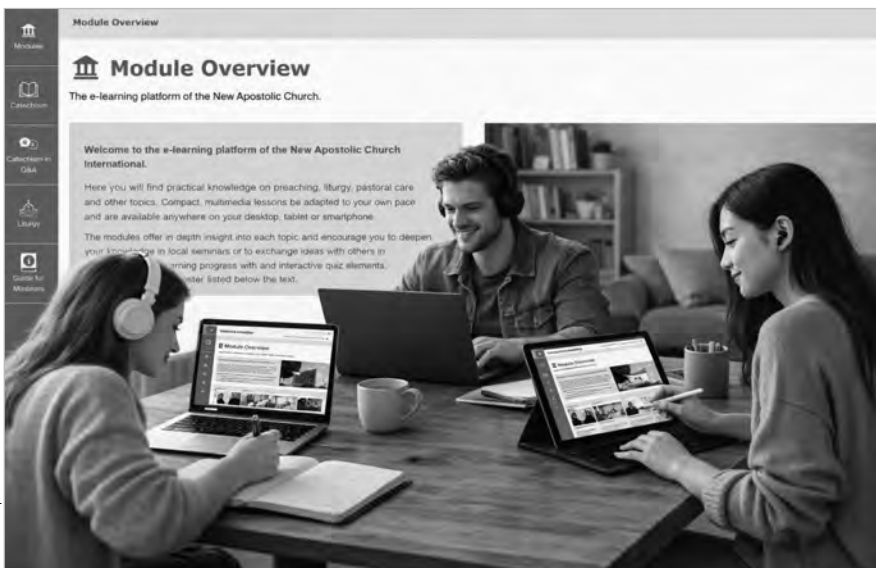 Module Overview
Modules
Catechism
Catechism in
Q&A
Liturgy
Guide for
Ministers
Module Overview
The e-learning platform of the New Apostolic Church.
Welcome to the e-learning platform of the New Apostolic Church
International.
Here you will find practical knowledge on preaching, liturgy, pastoral care
and other topics. Compact, multimedia lessons be adapted to your own pace
and are available anywhere on your desktop, tablet or smartphone
The modules offer in depth insight into each topic and encourage you to deepen
your knowledge in local seminars or to exchange ideas with others in
progress with and interactive quiz elements.
listed below the text.
Module Overview
Module Overview